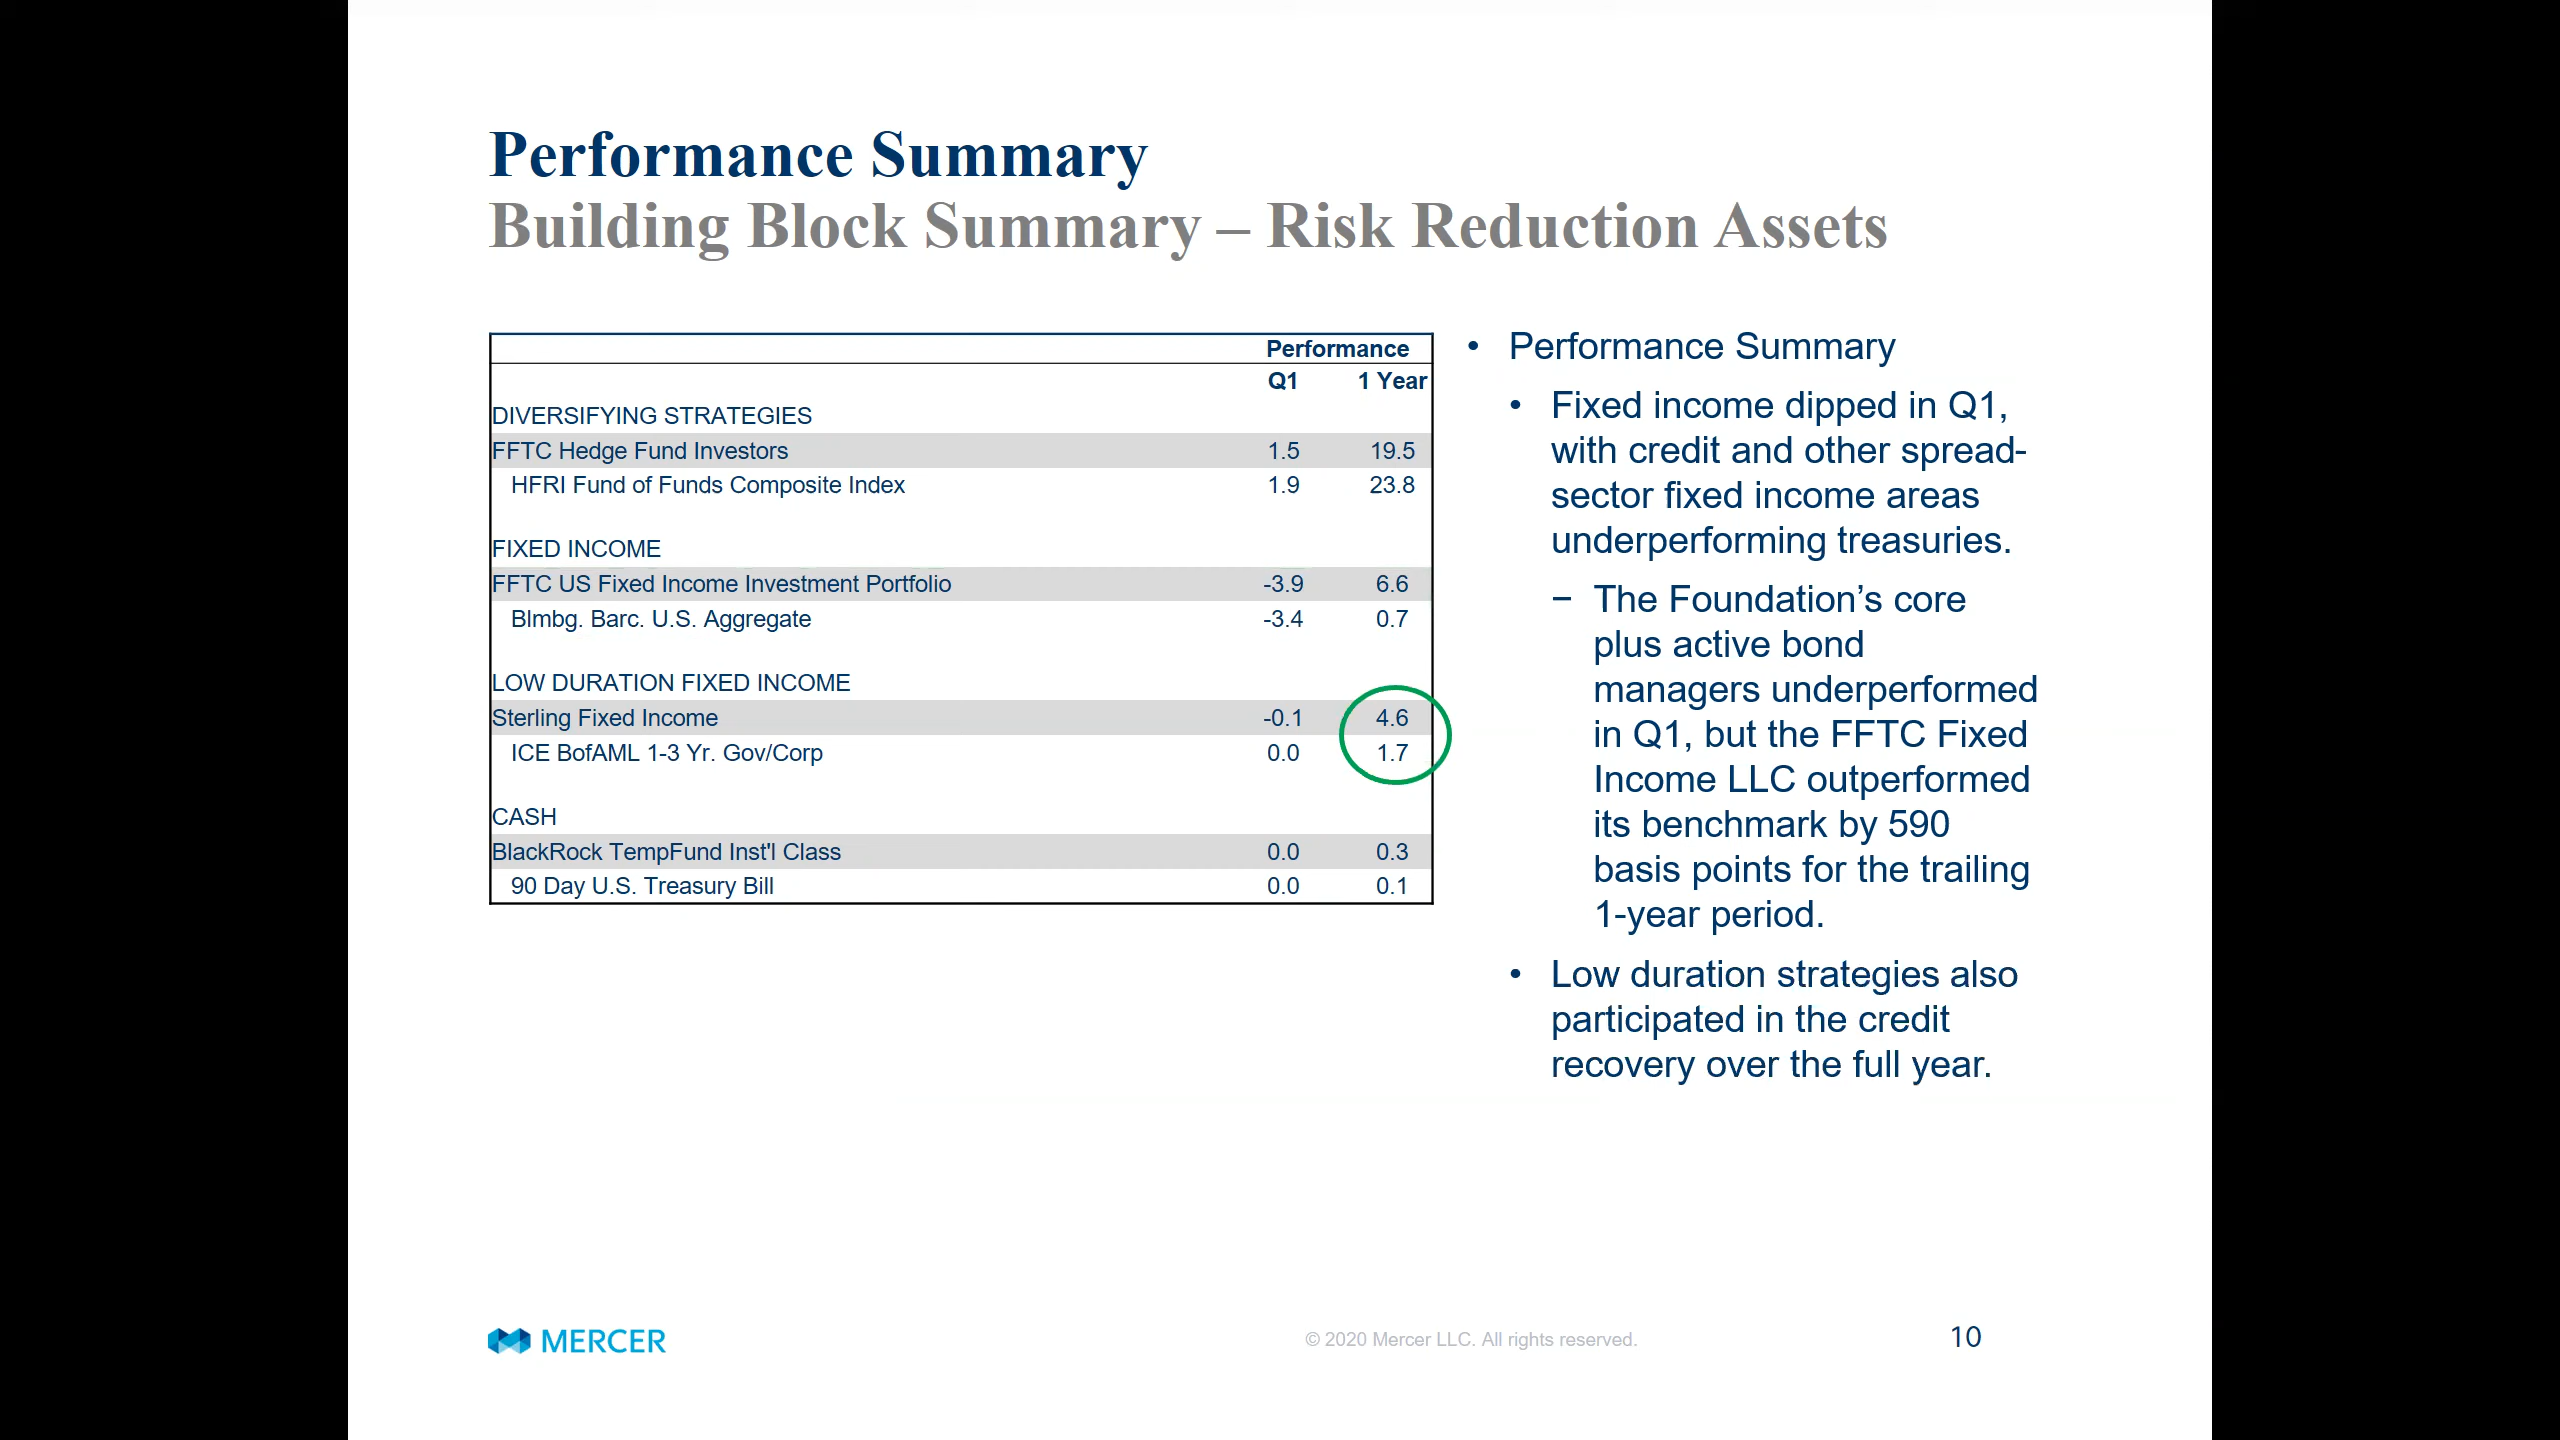 Performance Summary
Building Block Summary – Risk Reduction Assets
Performance
Q1 1 Year
DIVERSIFYING STRATEGIES
FFTC Hedge Fund Investors 1.5 19.5
HFRI Fund of Funds Composite Index 1.9 23.8
FIXED INCOME
FFTC US Fixed Income Investment Portfolio -3.9 6.6
Blmbg. Barc. U.S. Aggregate -3.4 0.7
LOW DURATION FIXED INCOME
Sterling Fixed Income -0.1 4.6
ICE BofAML 1-3 Yr. Gov/Corp 0.0 1.7
CASH
BlackRock TempFund Inst'l Class 0.0 0.3
90 Day U.S. Treasury Bill 0.0 0.1
• Performance Summary
• Fixed income dipped in Q1,
with credit and other spread-
sector fixed income areas
underperforming treasuries.
− The Foundation’s core
plus active bond
managers underperformed
in Q1, but the FFTC Fixed
Income LLC outperformed
its benchmark by 590
basis points for the trailing
1-year period.
• Low duration strategies also
participated in the credit
recovery over the full year.
MERCER
© 2020 Mercer LLC. All rights reserved.
10